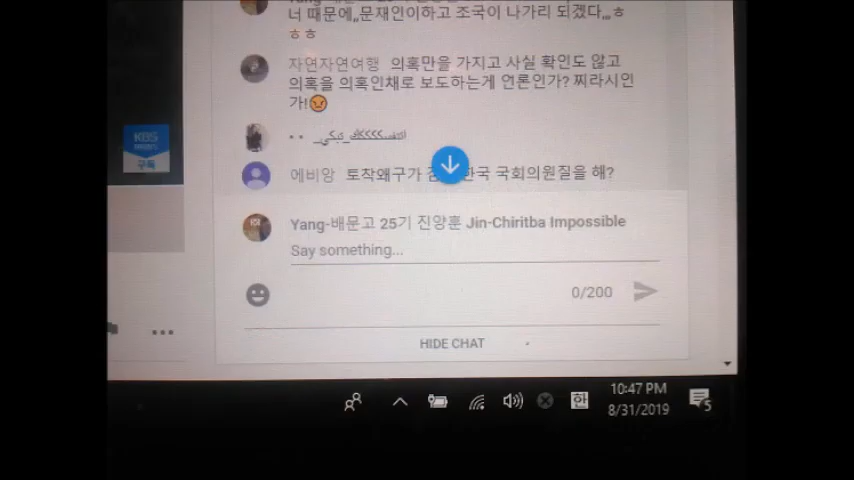 너 때문에,,문재인이하고 조국이 나가리 되겠다,,,ㅎ
ㅎㅎ
자연자연여행 의혹만을 가지고 사실 확인도 않고
의혹을 의혹인채로 보도하는게 언론인가? 찌라시인
가!
KBS
구독
에비앙 토착왜구가 한국 국회의원질을 해?
Yang-배문고 25기 진양훈 Jin-Chiritba Impossible
Say something...
0/200
HIDE CHAT
한
10:47 PM
8/31/2019
5